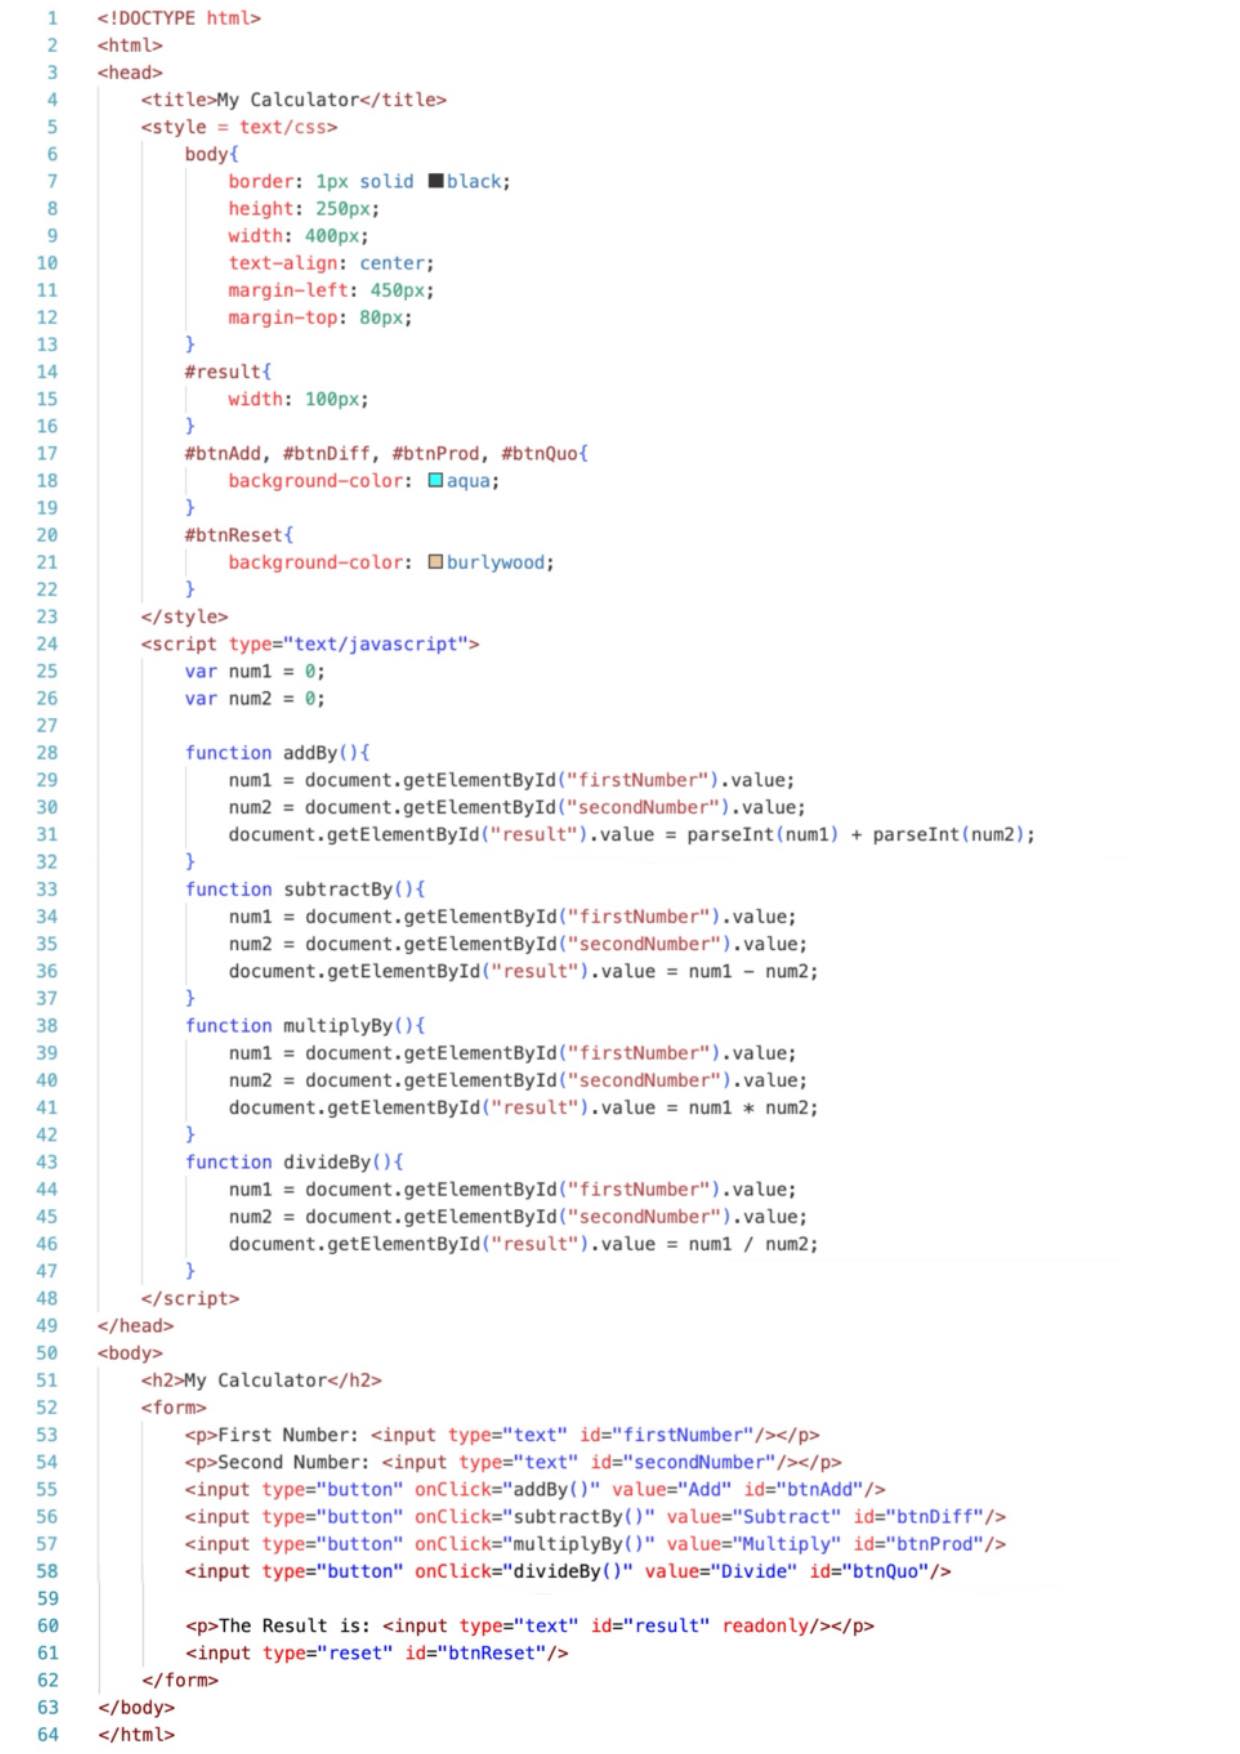 1 <!DOCTYPE html>
2 <html>
3 <head>
4 <title>My Calculator</title>
5 <style = text/css>
6 body{
7 border: 1px solid black;
8 height: 250px;
9 width: 400px;
10 text-align: center;
11 margin-left: 450px;
12 margin-top: 80px;
13 }
14 #result{
15 width: 100px;
16 }
17 #btnAdd, #btnDiff, #btnProd, #btnQuo{
18 background-color: aqua;
19 }
20 #btnReset{
21 background-color: burlywood;
22 }
23 </style>
24 <script type="text/javascript">
25 var num1 = 0;
26 var num2 = 0;
27
28 function addBy(){
29 num1 = document.getElementById("firstNumber").value;
30 num2 = document.getElementById("secondNumber").value;
31 document.getElementById("result").value = parseInt(num1) + parseInt(num2);
32 }
33 function subtractBy(){
34 num1 = document.getElementById("firstNumber").value;
35 num2 = document.getElementById("secondNumber").value;
36 document.getElementById("result").value = num1 - num2;
37 }
38 function multiplyBy(){
39 num1 = document.getElementById("firstNumber").value;
40 num2 = document.getElementById("secondNumber").value;
41 document.getElementById("result").value = num1 * num2;
42 }
43 function divideBy(){
44 num1 = document.getElementById("firstNumber").value;
45 num2 = document.getElementById("secondNumber").value;
46 document.getElementById("result").value = num1 / num2;
47 }
48 </script>
49 </head>
50 <body>
51 <h2>My Calculator</h2>
52 <form>
53 <p>First Number: <input type="text" id="firstNumber"/></p>
54 <p>Second Number: <input type="text" id="secondNumber"/></p>
55 <input type="button" onClick="addBy()" value="Add" id="btnAdd"/>
56 <input type="button" onClick="subtractBy()" value="Subtract" id="btnDiff"/>
57 <input type="button" onClick="multiplyBy()" value="Multiply" id="btnProd"/>
58 <input type="button" onClick="divideBy()" value="Divide" id="btnQuo"/>
59
60 <p>The Result is: <input type="text" id="result" readonly/></p>
61 <input type="reset" id="btnReset"/>
62 </form>
63 </body>
64 </html>